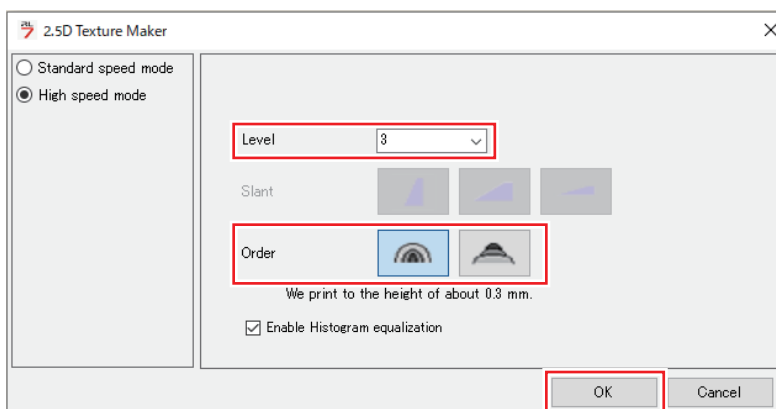 2.5D Texture Maker
Standard speed mode
High speed mode
Level 3
Slant
Order
We print to the height of about 0.3 mm.
Enable Histogram equalization
OK Cancel